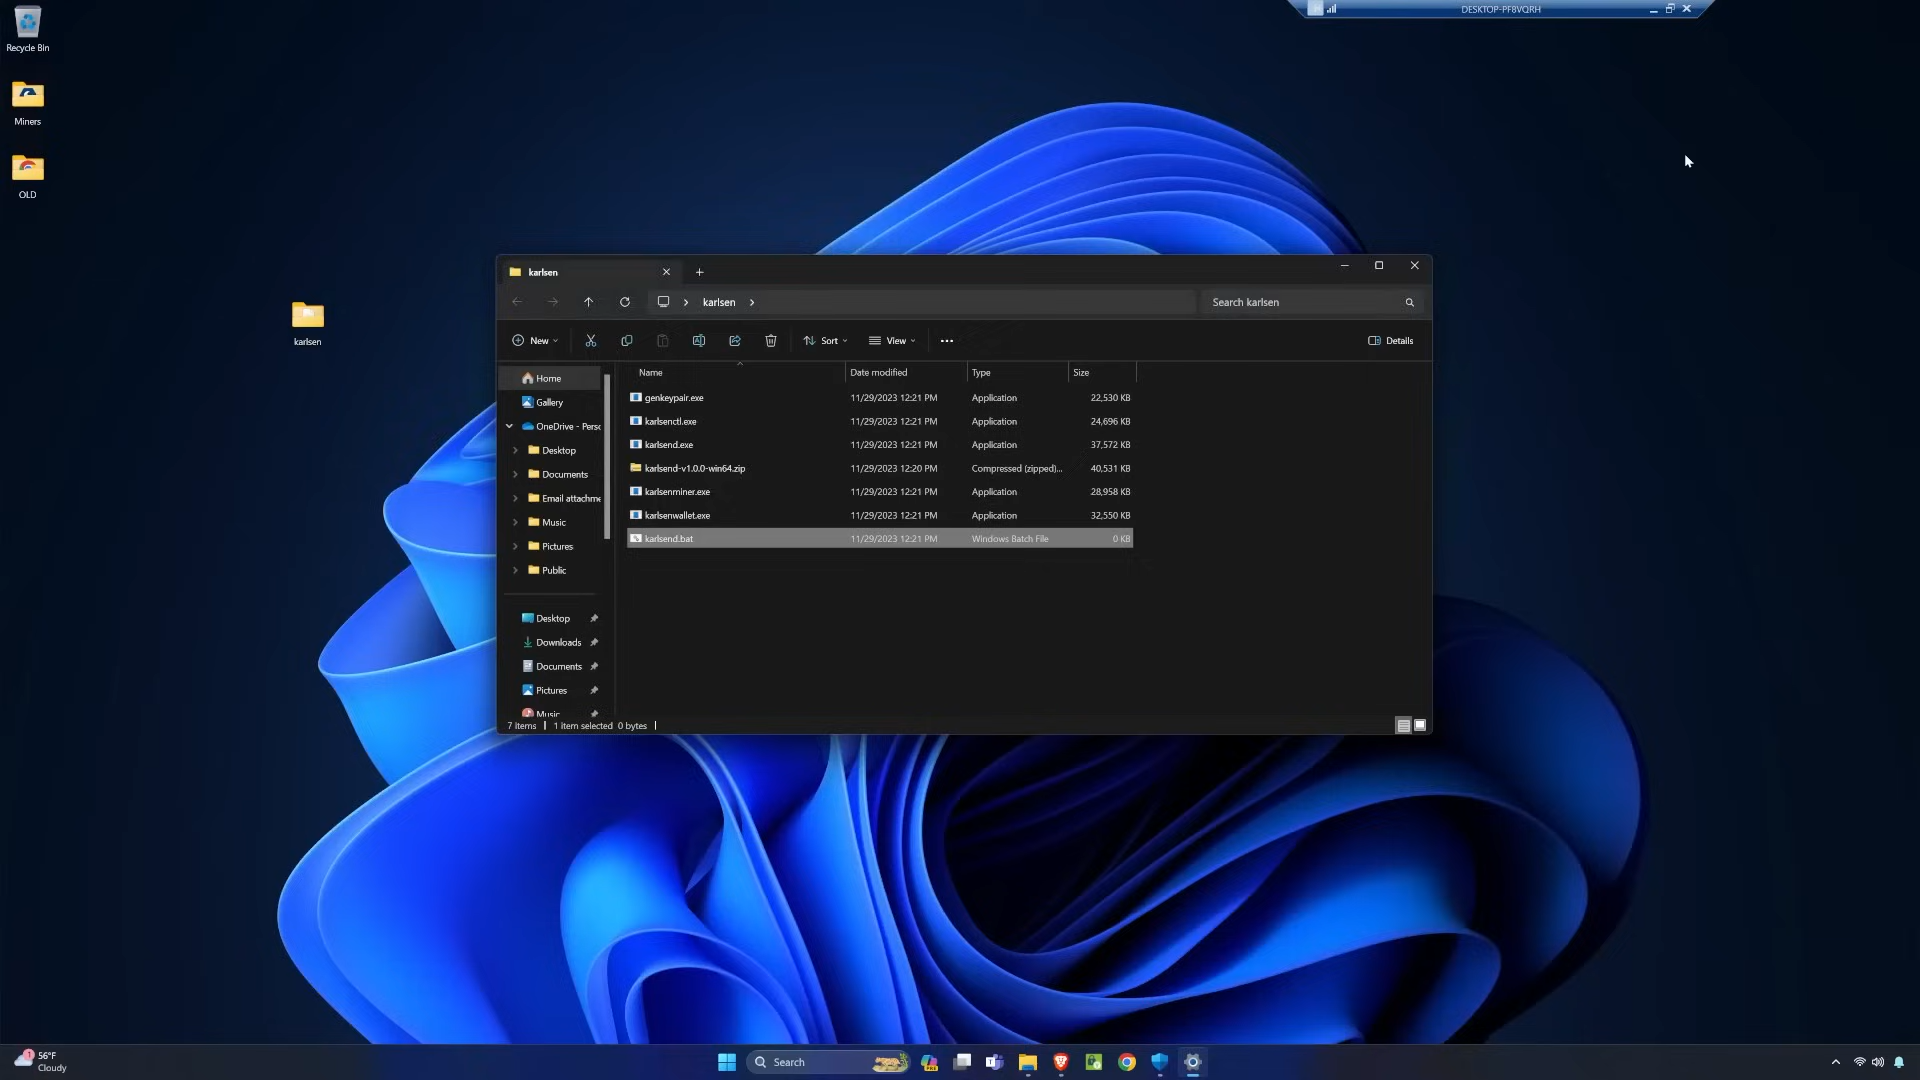 DESKTOP-PF8VQRH
Recycle Bin
Miners
OLD
karlsen
karlsen
karlsen
Search karlsen
New
Sort
View
Details
Home
Gallery
OneDrive - Perso
Desktop
Documents
Email attachme
Music
Pictures
Public
Desktop
Downloads
Documents
Pictures
Music
Name Date modified Type Size
genkeypair.exe 11/29/2023 12:21 PM Application 22,530 KB
karlsenctl.exe 11/29/2023 12:21 PM Application 24,696 KB
karlsend.exe 11/29/2023 12:21 PM Application 37,572 KB
karlsend-v1.0.0-win64.zip 11/29/2023 12:20 PM Compressed (zipped)... 40,531 KB
karlsenminer.exe 11/29/2023 12:21 PM Application 28,958 KB
karlsenwallet.exe 11/29/2023 12:21 PM Application 32,550 KB
karlsend.bat 11/29/2023 12:21 PM Windows Batch File 0 KB
7 items 1 item selected 0 bytes
1
56°F
Cloudy
Search
PRE